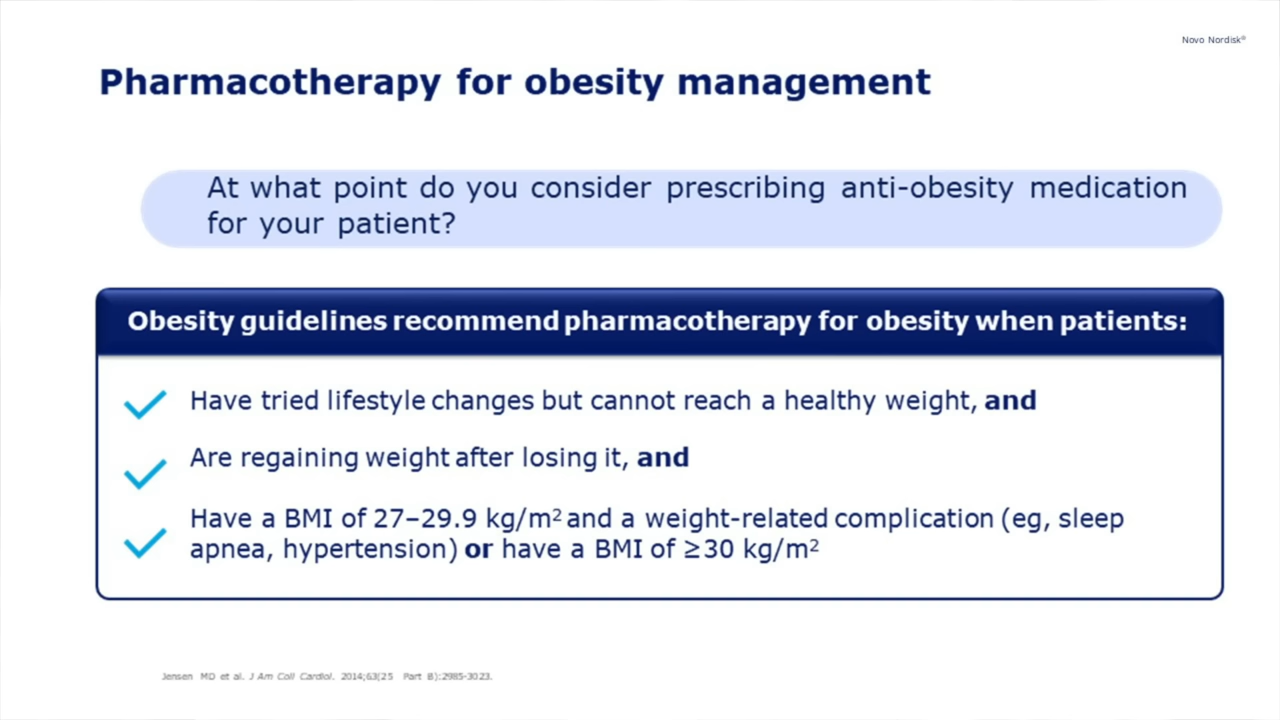 Novo Nordisk®
Pharmacotherapy for obesity management
At what point do you consider prescribing anti-obesity medication
for your patient?
Obesity guidelines recommend pharmacotherapy for obesity when patients:
Have tried lifestyle changes but cannot reach a healthy weight, and
Are regaining weight after losing it, and
Have a BMI of 27–29.9 kg/m² and a weight-related complication (eg, sleep
apnea, hypertension) or have a BMI of ≥30 kg/m²
Jensen MD et al. J Am Coll Cardiol. 2014;63(25 Part B):2985-3023.